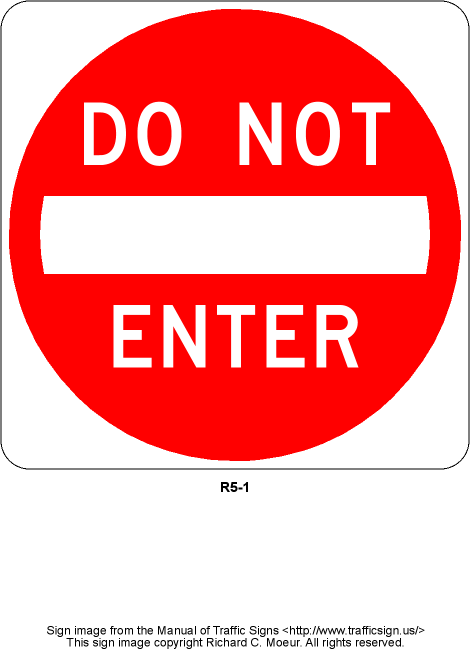 DO NOT
ENTER
R5-1
Sign image from the Manual of Traffic Signs <http://www.trafficsign.us/>
This sign image copyright Richard C. Moeur. All rights reserved.